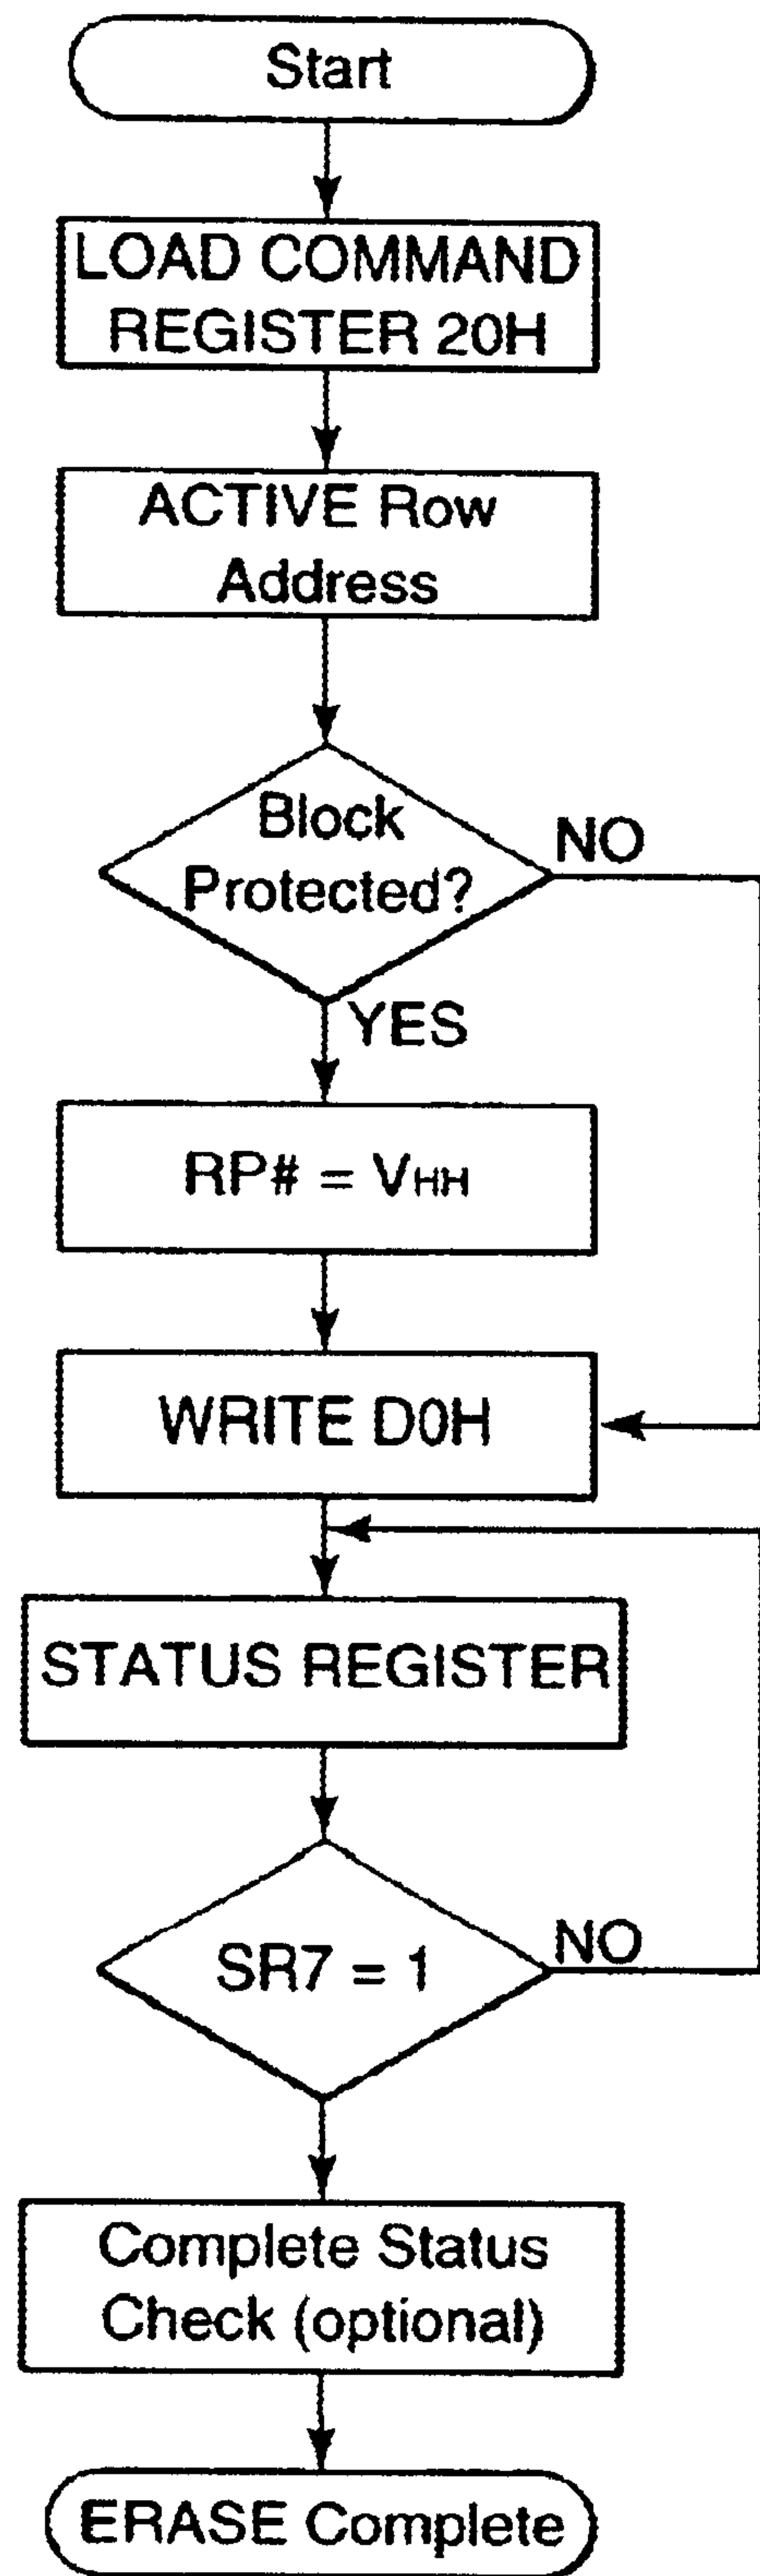 Start
LOAD COMMAND
REGISTER 20H
ACTIVE Row
Address
Block
Protected?
NO
YES
RP# = VHH
WRITE D0H
STATUS REGISTER
SR7 = 1
NO
Complete Status
Check (optional)
ERASE Complete